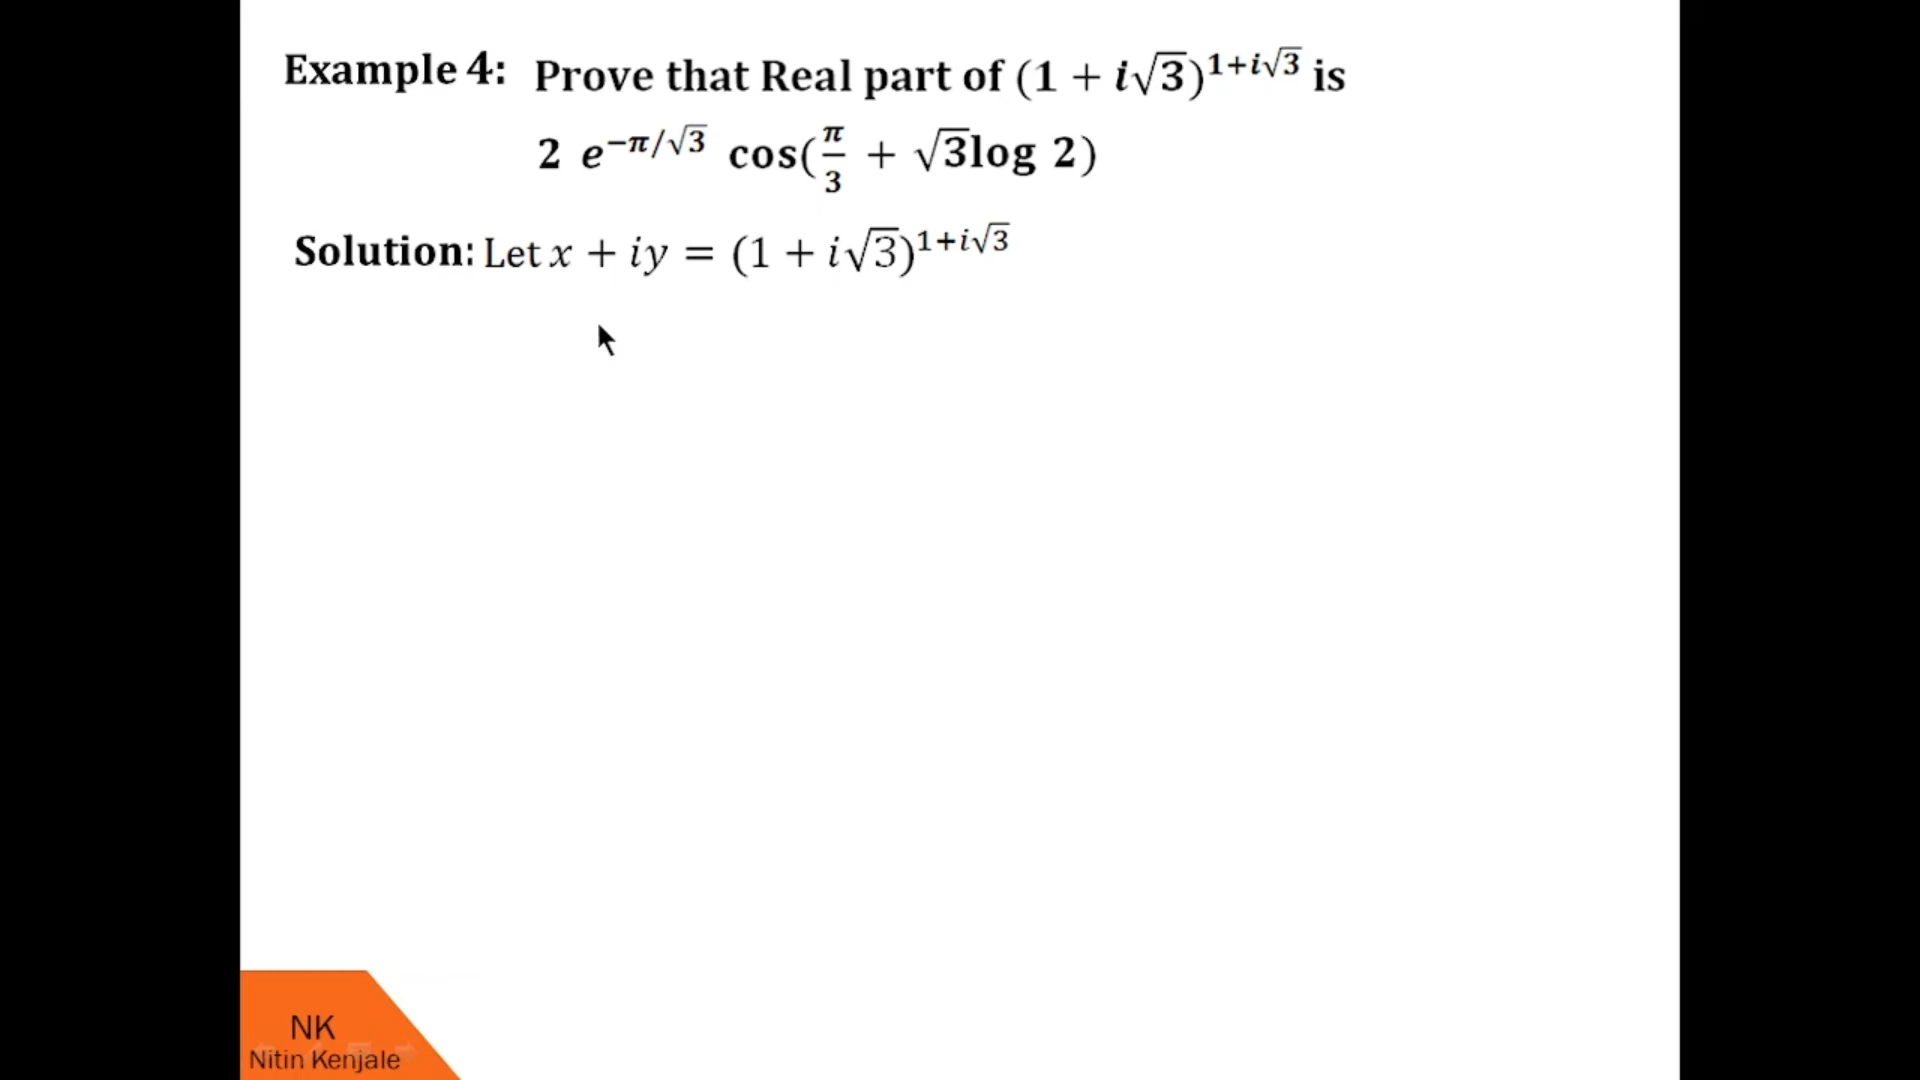 Example 4: Prove that Real part of (1 + i√3)^{1+i√3} is
2 e^{−π/√3} cos(π/3 + √3log 2)
Solution: Let x + iy = (1 + i√3)^{1+i√3}
NK
Nitin Kenjale